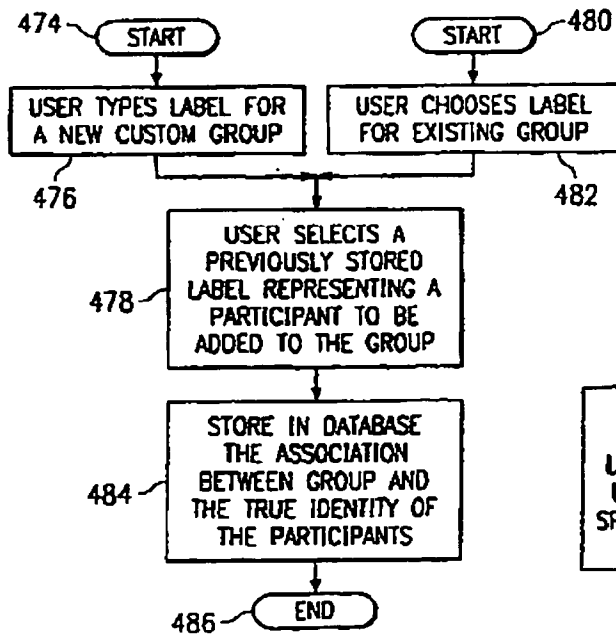 474
START
480
START
USER TYPES LABEL FOR
A NEW CUSTOM GROUP
USER CHOOSES LABEL
FOR EXISTING GROUP
476
482
478
USER SELECTS A
PREVIOUSLY STORED
LABEL REPRESENTING A
PARTICIPANT TO BE
ADDED TO THE GROUP
484
STORE IN DATABASE
THE ASSOCIATION
BETWEEN GROUP AND
THE TRUE IDENTITY OF
THE PARTICIPANTS
486
END